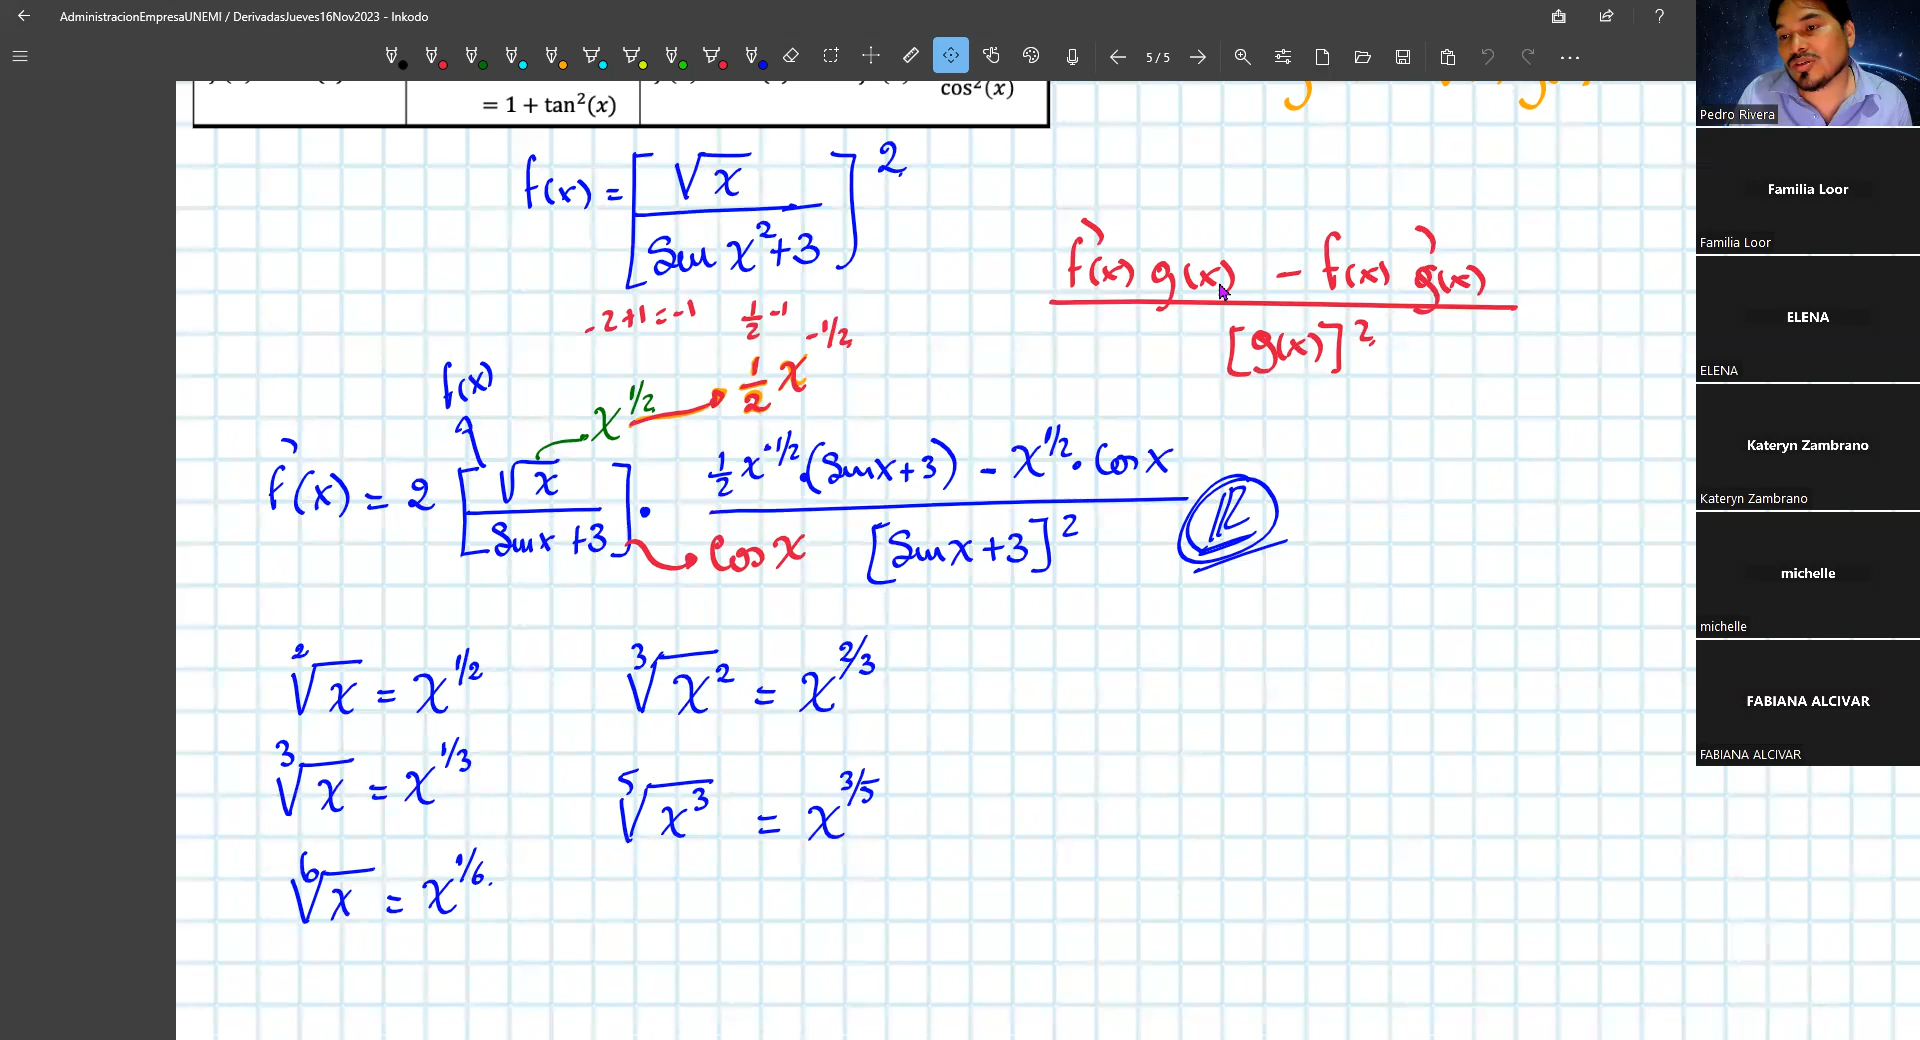 AdministracionEmpresaUNEMI / DerivadasJueves16Nov2023 - Inkodo
5/5
= 1 + tan²(x)
cos²(x)
f(x) = [√x / Sen x² + 3]²
f'(x) g(x) - f(x) g'(x) / [g(x)]²
-2+1 = -1
1/2 - 1
f(x)
x^1/2
1/2 x^-1/2
f'(x) = 2 [√x / Sen x + 3] · 1/2 x^-1/2 · (Sen x + 3) - x^1/2 · Cos x / [Sen x + 3]²
Cos x
²√x = x^1/2
³√x² = x^2/3
³√x = x^1/3
⁵√x³ = x^3/5
⁶√x = x^1/6.
Pedro Rivera
Familia Loor
Familia Loor
ELENA
ELENA
Kateryn Zambrano
Kateryn Zambrano
michelle
michelle
FABIANA ALCIVAR
FABIANA ALCIVAR